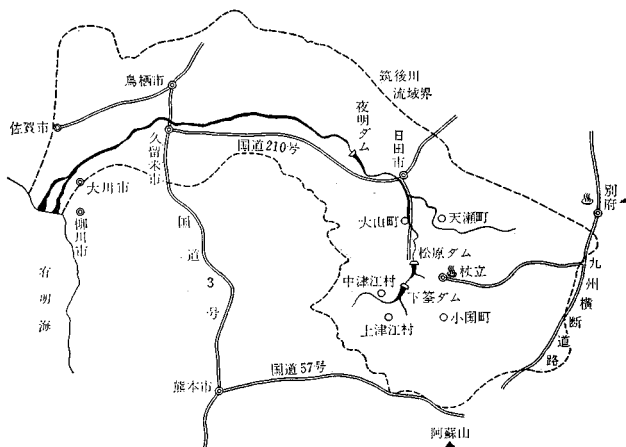 鳥栖市
佐賀市
久留米市
筑後川
流域界
夜明ダム
日田市
国道210号
大川市
柳川市
有明海
国道3号
大山町
天瀬町
別府
松原ダム
杖立
中津江村
下筌ダム
上津江村
小国町
九州横断道路
熊本市
国道57号
阿蘇山